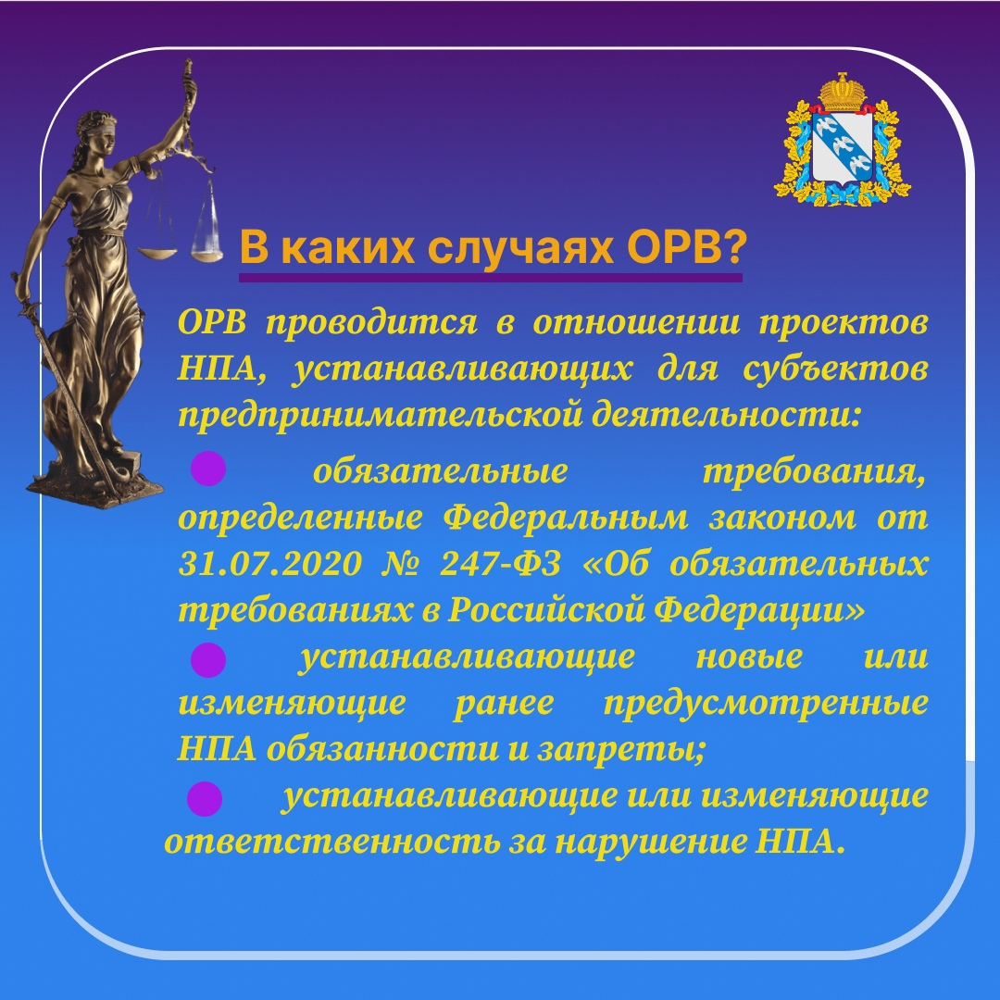 В каких случаях ОРВ?
ОРВ проводится в отношении проектов
НПА, устанавливающих для субъектов
предпринимательской деятельности:
обязательные требования,
определенные Федеральным законом от
31.07.2020 № 247-ФЗ «Об обязательных
требованиях в Российской Федерации»
устанавливающие новые или
изменяющие ранее предусмотренные
НПА обязанности и запреты;
устанавливающие или изменяющие
ответственность за нарушение НПА.